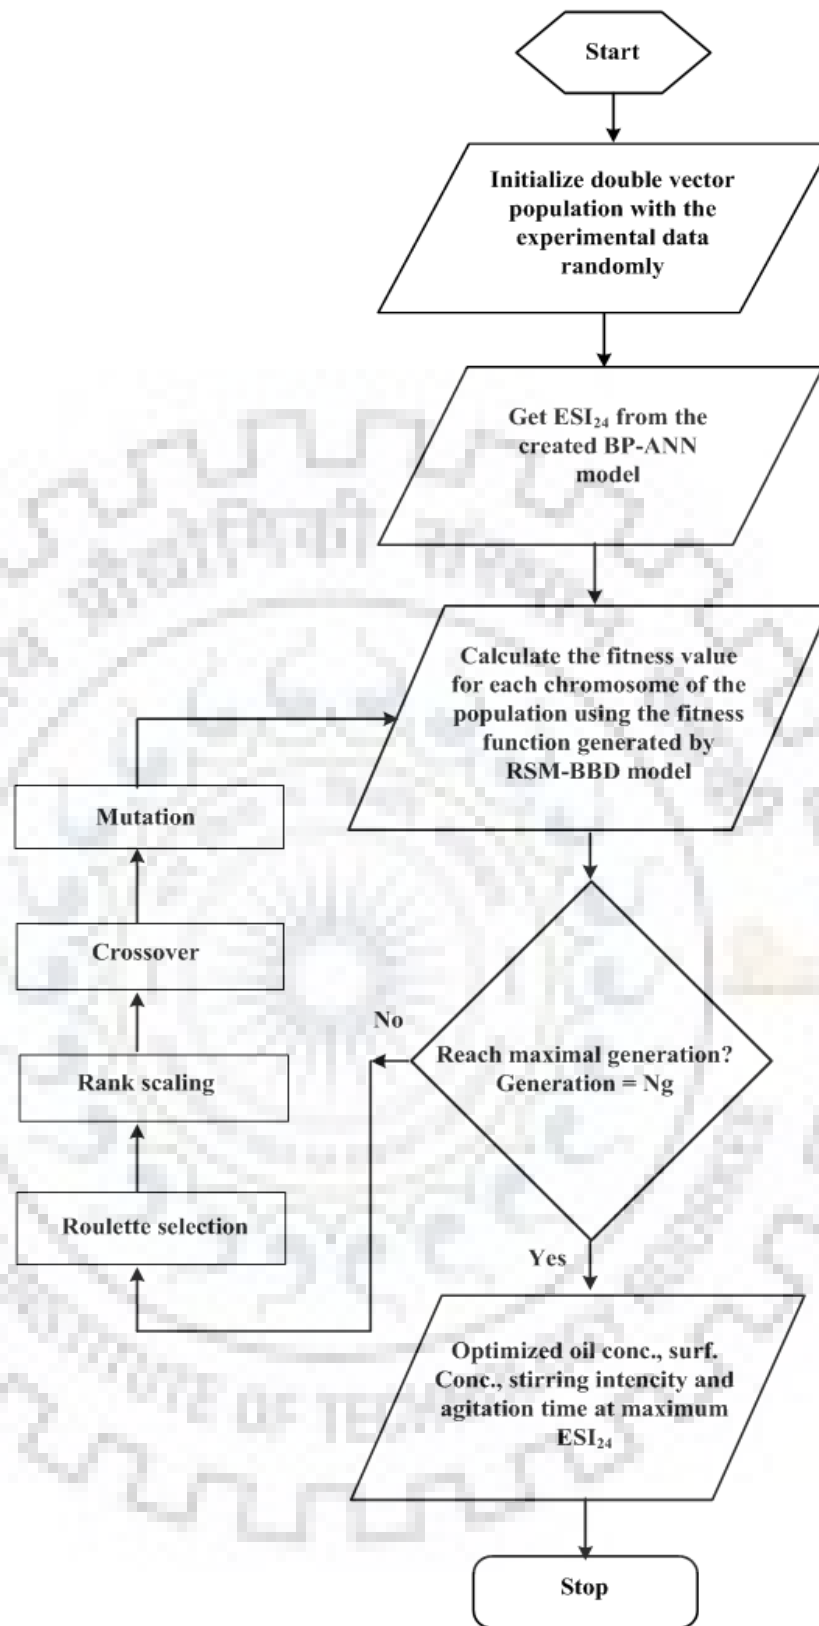 Start
Initialize double vector
population with the
experimental data
randomly
Get ESI₂₄ from the
created BP-ANN
model
Calculate the fitness value
for each chromosome of the
population using the fitness
function generated by
RSM-BBD model
Mutation
Crossover
Rank scaling
Roulette selection
No
Reach maximal generation?
Generation = Ng
Yes
Optimized oil conc., surf.
Conc., stirring intencity and
agitation time at maximum
ESI₂₄
Stop
OF TE